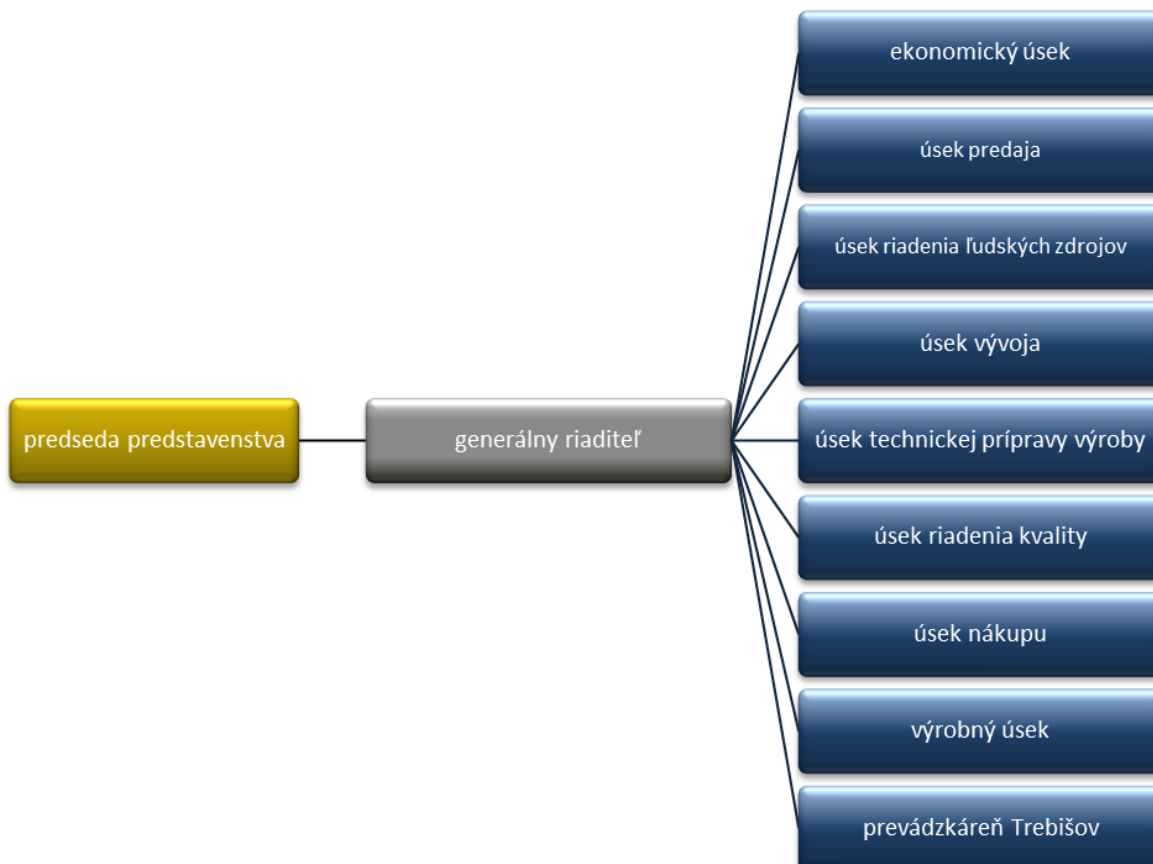 predseda predstavenstva
generálny riaditeľ
ekonomický úsek
úsek predaja
úsek riadenia ľudských zdrojov
úsek vývoja
úsek technickej prípravy výroby
úsek riadenia kvality
úsek nákupu
výrobný úsek
prevádzkáreň Trebišov